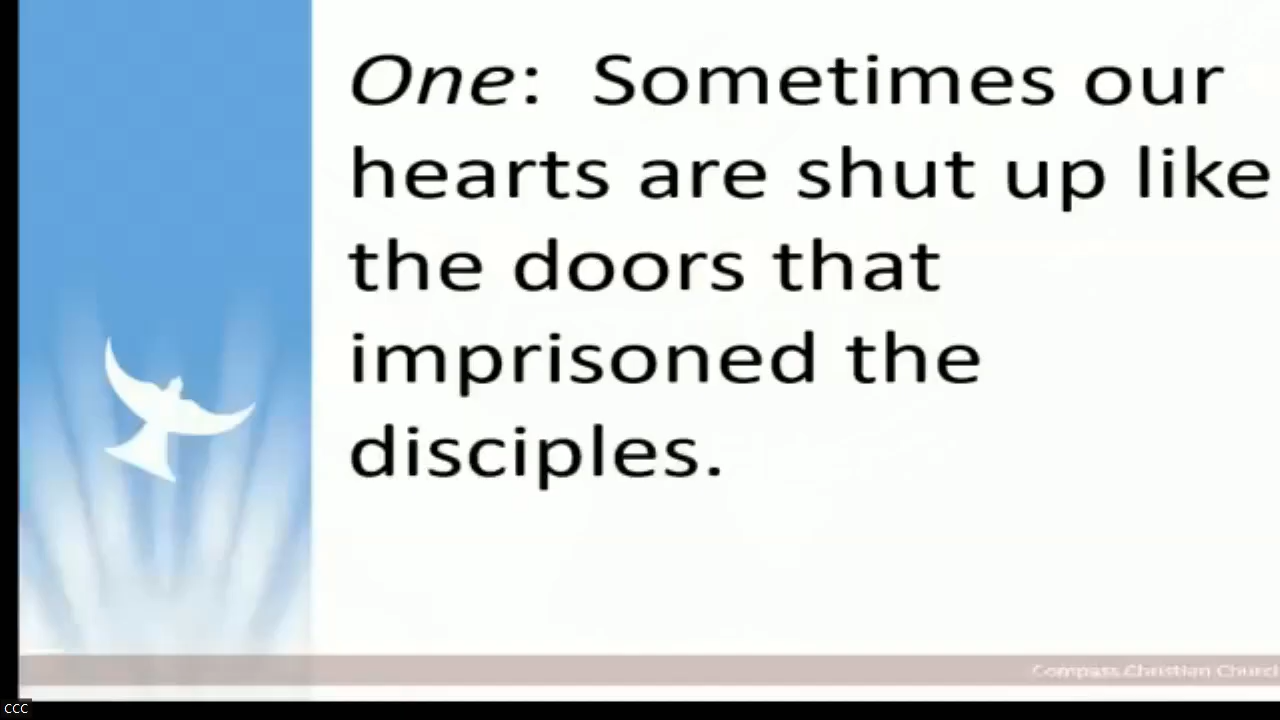 One: Sometimes our
hearts are shut up like
the doors that
imprisoned the
disciples.
Compass Christian Church
CCC